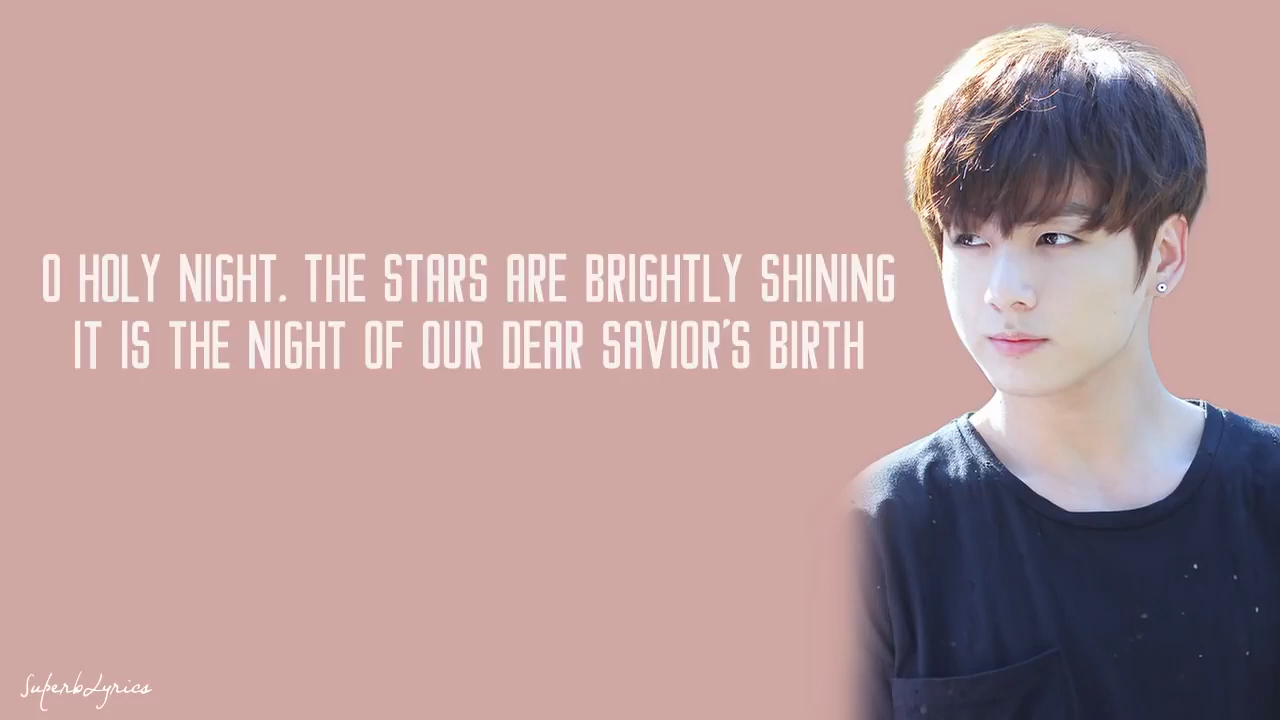 O HOLY NIGHT. THE STARS ARE BRIGHTLY SHINING
IT IS THE NIGHT OF OUR DEAR SAVIOR'S BIRTH
SuperbLyrics